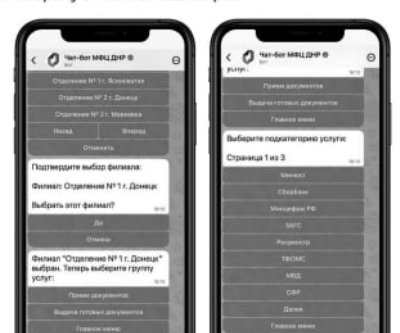 Чат-бот МФЦ ДНР
бот
Отделение № 1 г. Ясиноватая
Отделение № 2 г. Донецк
Отделение № 2 г. Макеевка
Назад
Вперед
Отменить
Подтвердите выбор филиала:
Филиал: Отделение № 1 г. Донецк
Выбрать этот филиал?
Да
Отмена
Филиал "Отделение № 1 г. Донецк"
выбран. Теперь выберите группу
услуг:
Прием документов
Выдача готовых документов
Главное меню
Чат-бот МФЦ ДНР
бот
услуг:
Прием документов
Выдача готовых документов
Главное меню
Выберите подкатегорию услуги:
Страница 1 из 3
Минюст
Сбербанк
Минцифры РФ
ЗАГС
Росреестр
ТФОМС
МВД
СФР
Далее
Главное меню